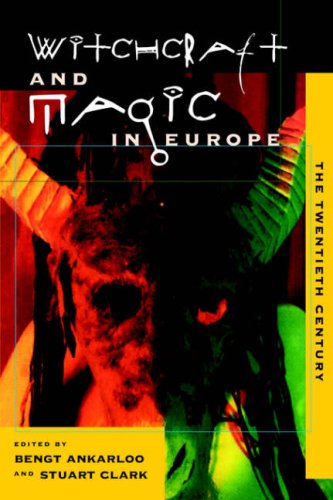 WITCHCRAFT
AND
MAGIC
IN EUROPE
THE TWENTIETH CENTURY
EDITED BY
BENGT ANKARLOO
AND STUART CLARK